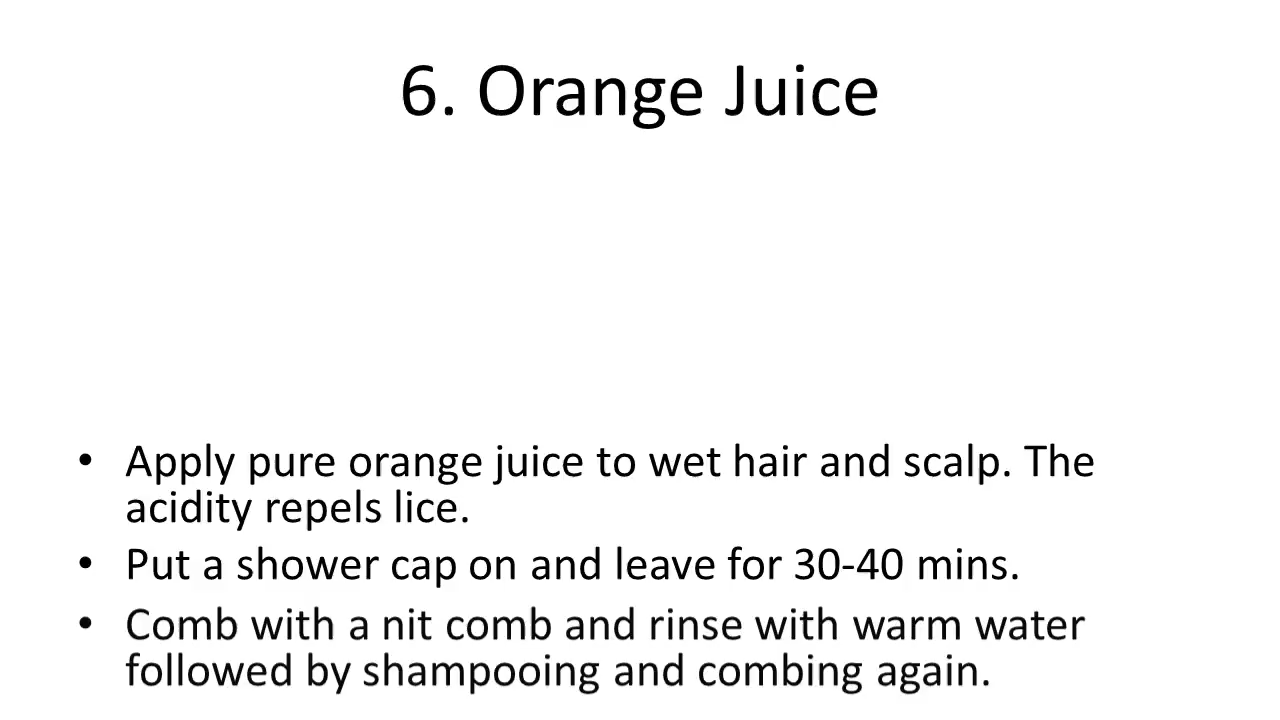 6. Orange Juice
• Apply pure orange juice to wet hair and scalp. The
acidity repels lice.
• Put a shower cap on and leave for 30-40 mins.
• Comb with a nit comb and rinse with warm water
followed by shampooing and combing again.